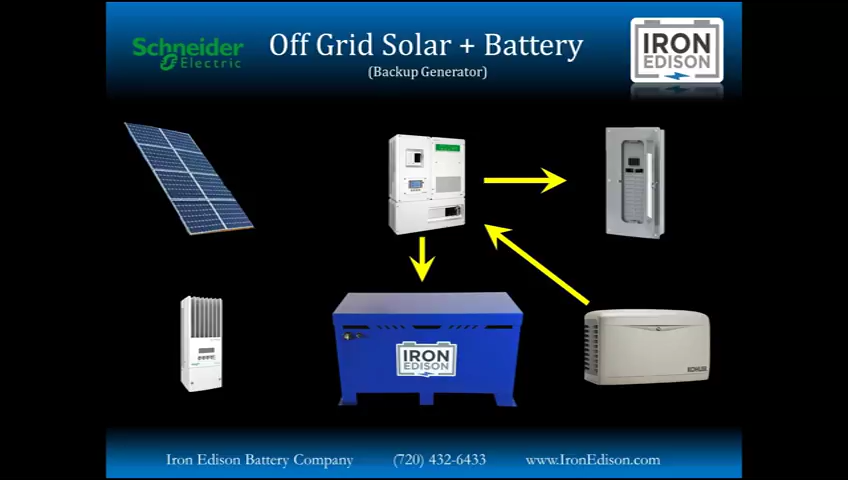 Schneider
Electric
Off Grid Solar + Battery
(Backup Generator)
IRON
EDISON
IRON
EDISON
KOHLER
Iron Edison Battery Company (720) 432-6433 www.IronEdison.com